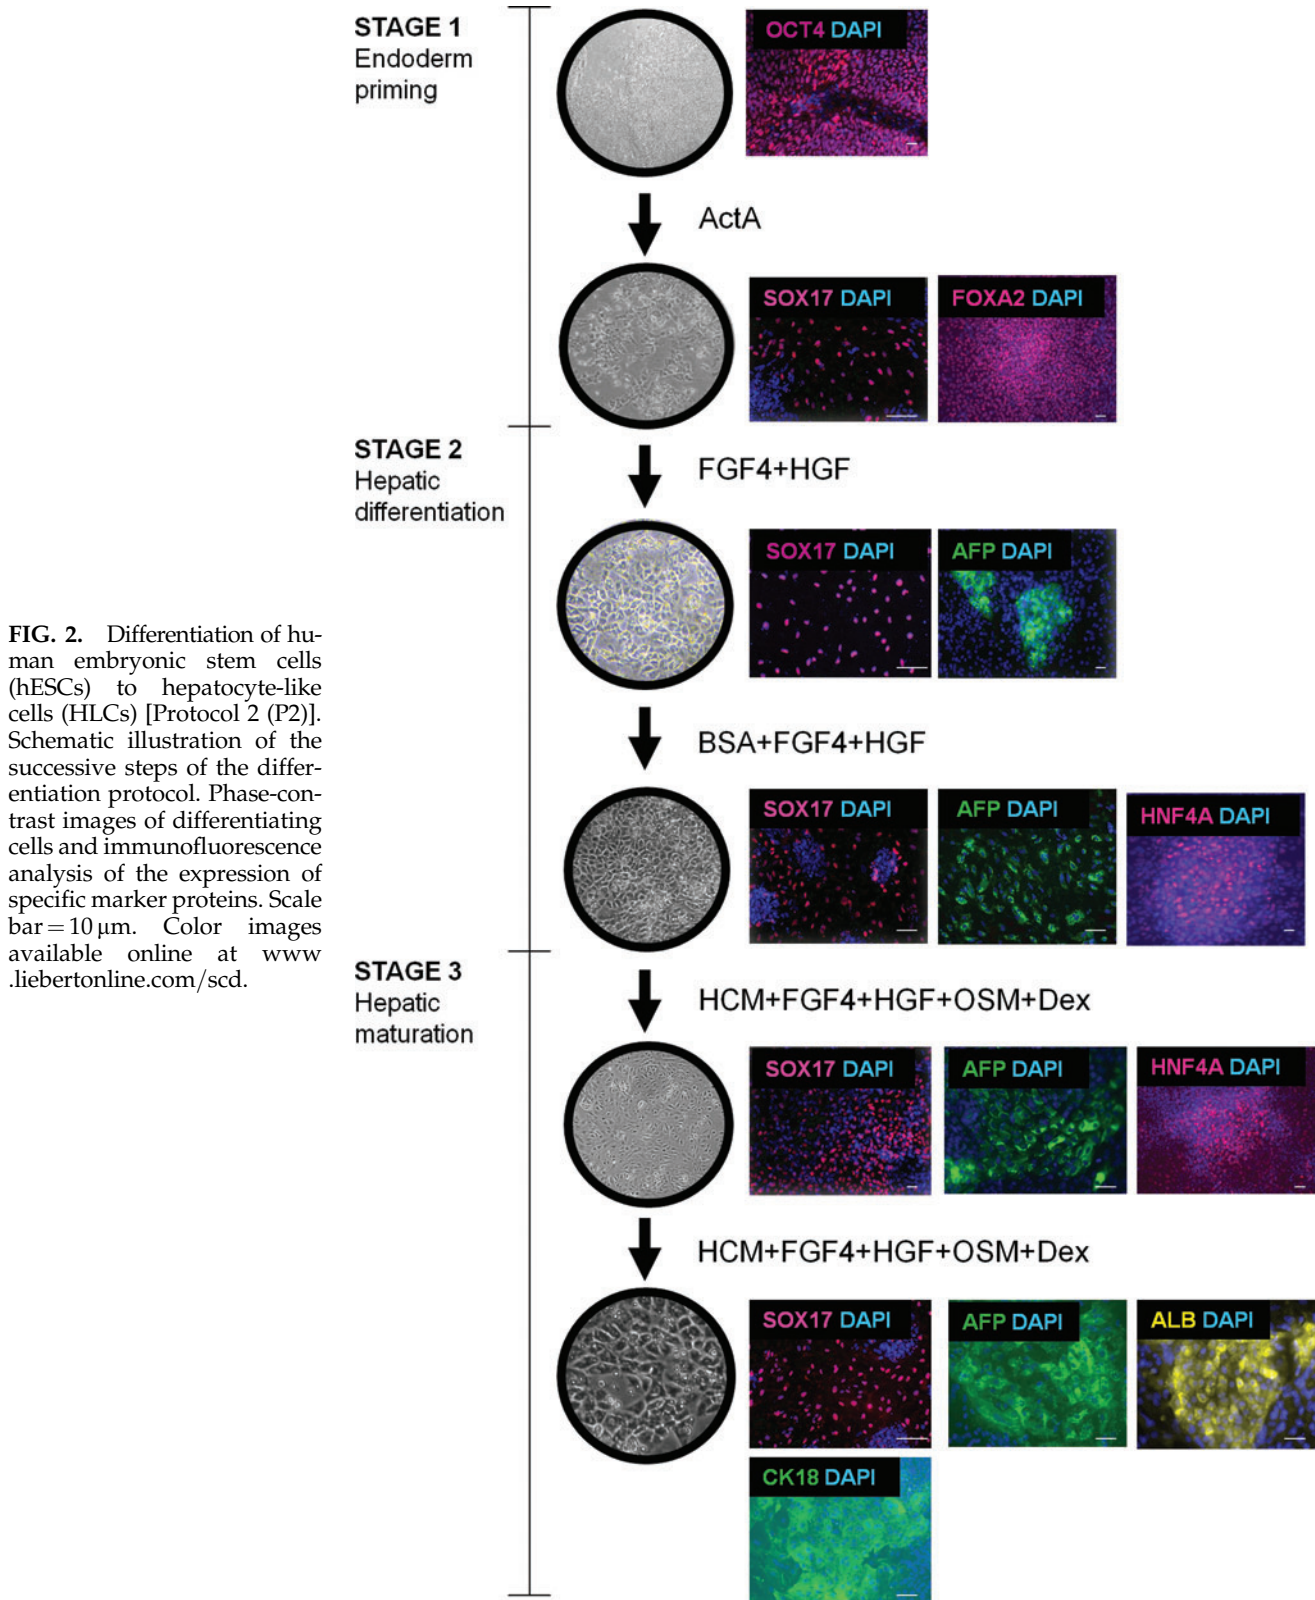 STAGE 1
Endoderm
priming
OCT4 DAPI
ActA
SOX17 DAPI
FOXA2 DAPI
STAGE 2
Hepatic
differentiation
FGF4+HGF
SOX17 DAPI
AFP DAPI
FIG. 2. Differentiation of hu-
man embryonic stem cells
(hESCs) to hepatocyte-like
cells (HLCs) [Protocol 2 (P2)].
Schematic illustration of the
successive steps of the differ-
entiation protocol. Phase-con-
trast images of differentiating
cells and immunofluorescence
analysis of the expression of
specific marker proteins. Scale
bar = 10 μm. Color images
available online at www
.liebertonline.com/scd.
BSA+FGF4+HGF
SOX17 DAPI
AFP DAPI
HNF4A DAPI
STAGE 3
Hepatic
maturation
HCM+FGF4+HGF+OSM+Dex
SOX17 DAPI
AFP DAPI
HNF4A DAPI
HCM+FGF4+HGF+OSM+Dex
SOX17 DAPI
AFP DAPI
ALB DAPI
CK18 DAPI